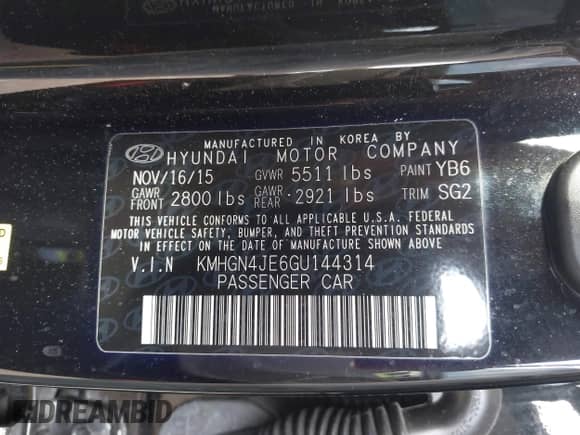 MANUFACTURED IN KOREA BY
HYUNDAI MOTOR COMPANY
NOV/16/15 GVWR 5511 lbs PAINT YB6
GAWR FRONT 2800 lbs GAWR REAR 2921 lbs TRIM SG2
THIS VEHICLE CONFORMS TO ALL APPLICABLE U.S.A. FEDERAL
MOTOR VEHICLE SAFETY, BUMPER, AND THEFT PREVENTION STANDARDS
IN EFFECT ON THE DATE OF MANUFACTURE SHOWN ABOVE
V.I.N KMHGN4JE6GU144314
PASSENGER CAR
DREAMBID